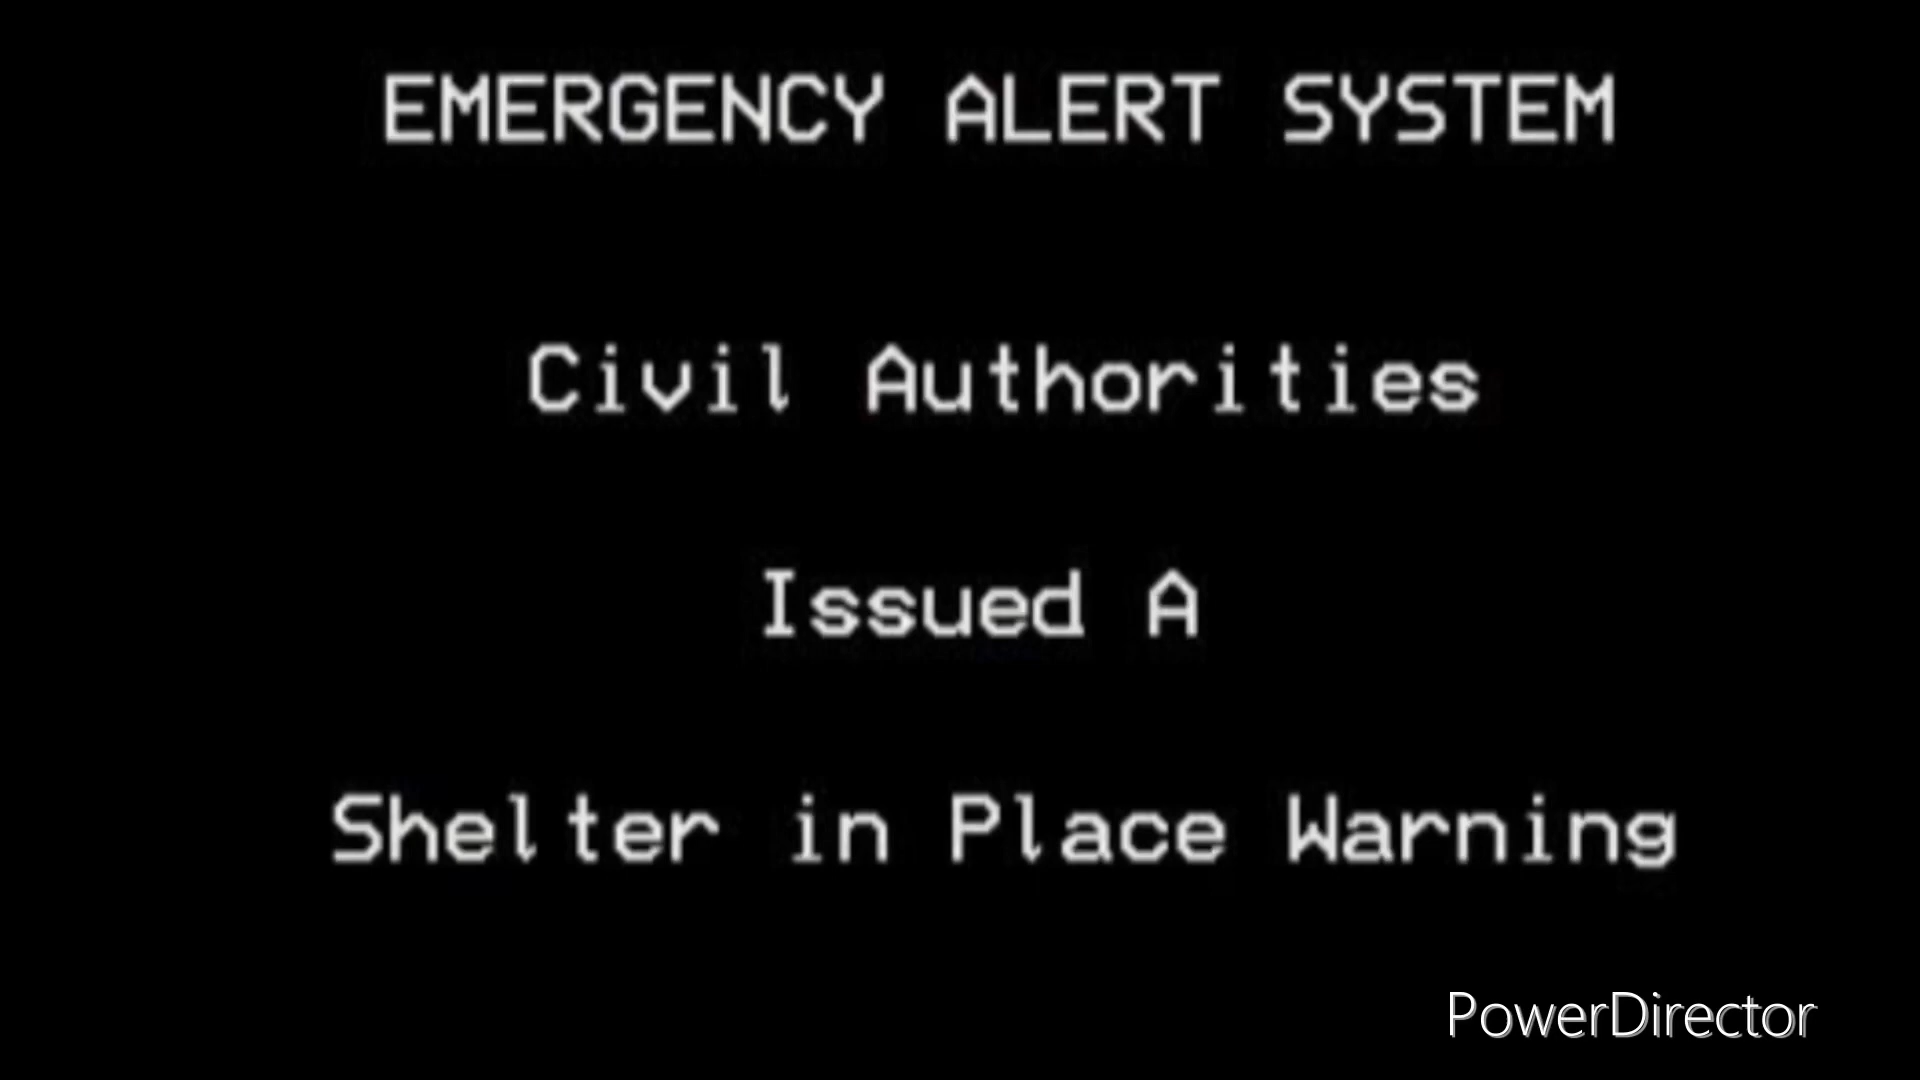 EMERGENCY ALERT SYSTEM
Civil Authorities
Issued A
Shelter in Place Warning
PowerDirector